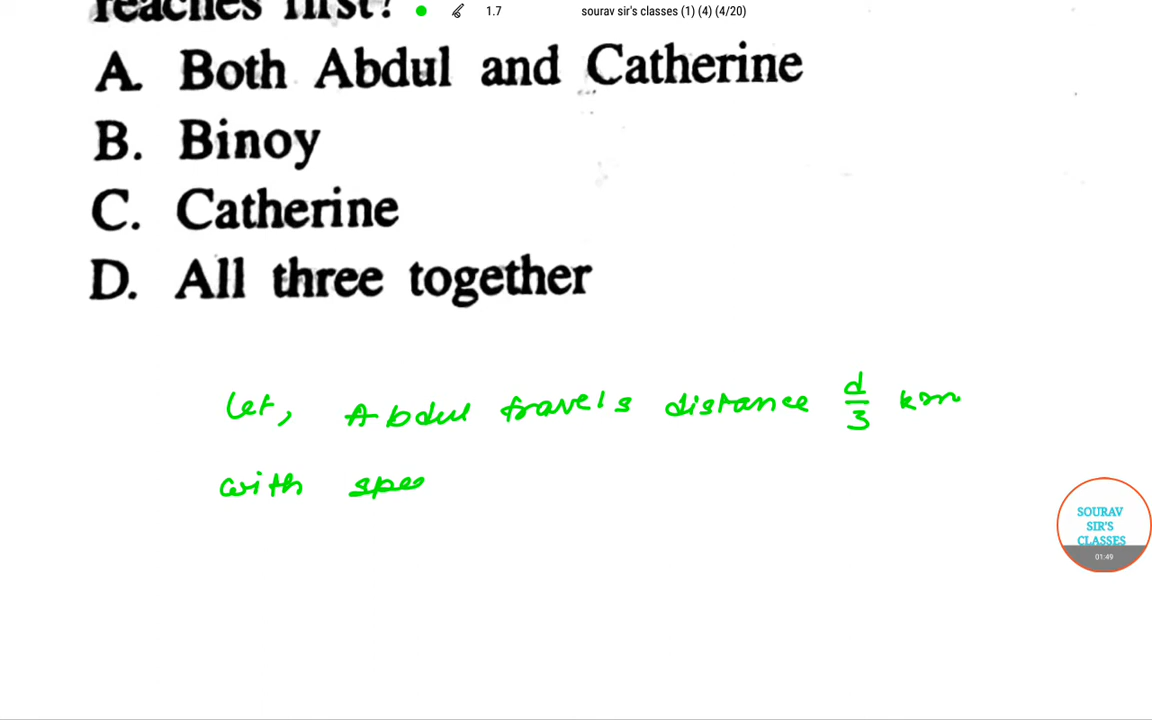 reaches first?
1.7 sourav sir's classes (1) (4) (4/20)
A. Both Abdul and Catherine
B. Binoy
C. Catherine
D. All three together
Let, Abdul travels distance d/3 km
with spee
SOURAV
SIR'S
CLASSES
01:49